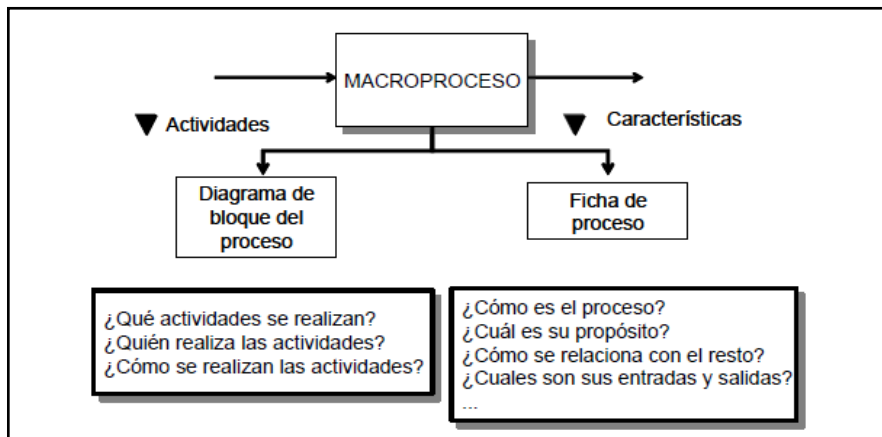 MACROPROCESO
Actividades
Características
Diagrama de
bloque del
proceso
Ficha de
proceso
¿Qué actividades se realizan?
¿Quién realiza las actividades?
¿Cómo se realizan las actividades?
¿Cómo es el proceso?
¿Cuál es su propósito?
¿Cómo se relaciona con el resto?
¿Cuales son sus entradas y salidas?
...